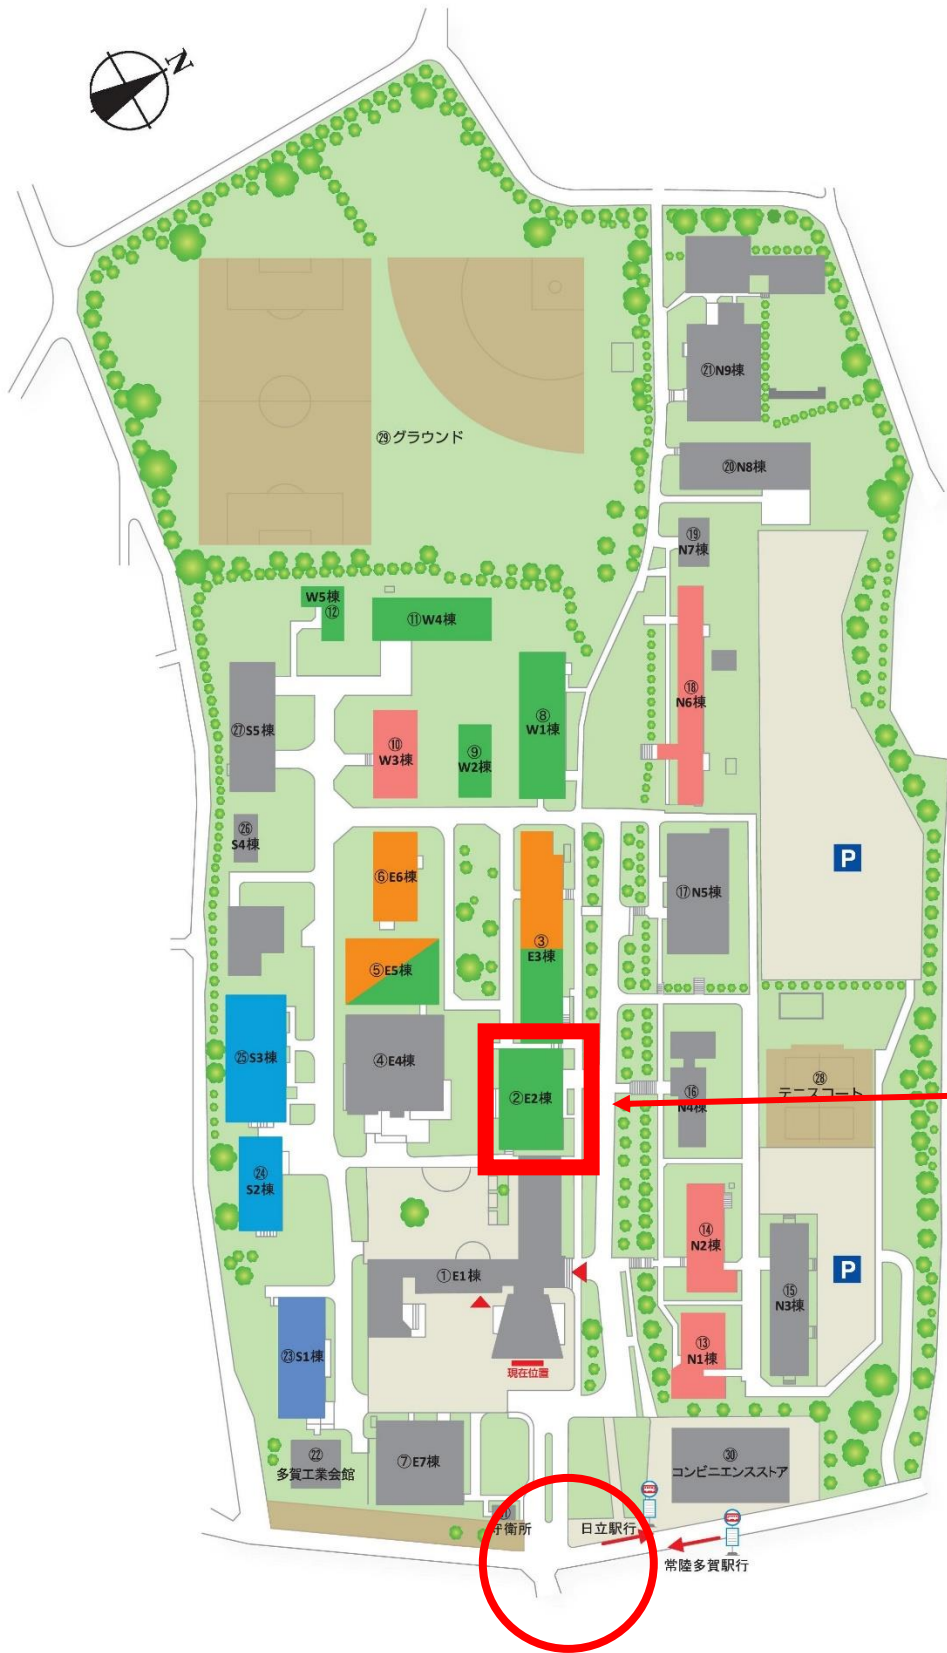 N
㉑N9棟
㉙グラウンド
⑳N8棟
⑲
N7棟
W5棟
⑫
⑪W4棟
⑱
N6棟
⑧
W1棟
㉗S5棟
⑩
W3棟
⑨
W2棟
㉖
S4棟
P
⑥E6棟
⑰N5棟
③
E3棟
⑤E5棟
㉕S3棟
④E4棟
②E2棟
⑯
N4棟
㉘
テニスコート
㉔
S2棟
⑭
N2棟
①E1棟
P
⑮
N3棟
㉓S1棟
⑬
N1棟
現在位置
㉒
多賀工業会館
⑦E7棟
㉚
コンビニエンスストア
守衛所
日立駅行
常陸多賀駅行